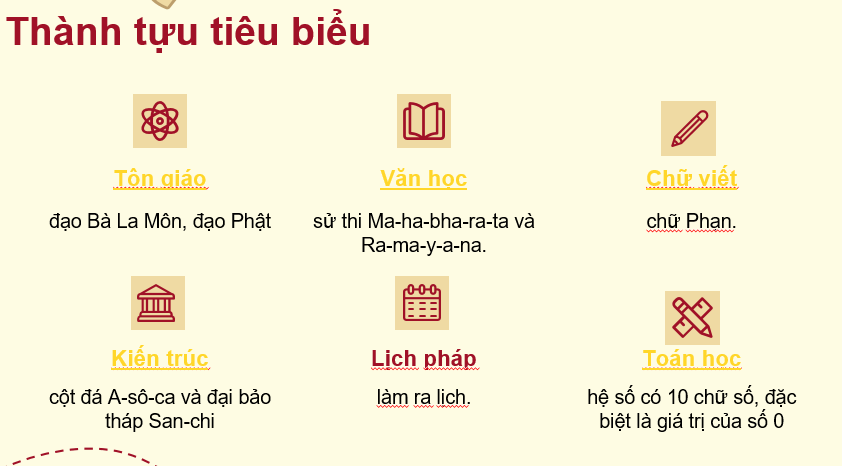 Thành tựu tiêu biểu
Tôn giáo
đạo Bà La Môn, đạo Phật
Văn học
sử thi Ma-ha-bha-ra-ta và
Ra-ma-y-a-na.
Chữ viết
chữ Phạn.
Kiến trúc
cột đá A-sô-ca và đại bảo
tháp San-chi
Lịch pháp
làm ra lịch.
Toán học
hệ số có 10 chữ số, đặc
biệt là giá trị của số 0